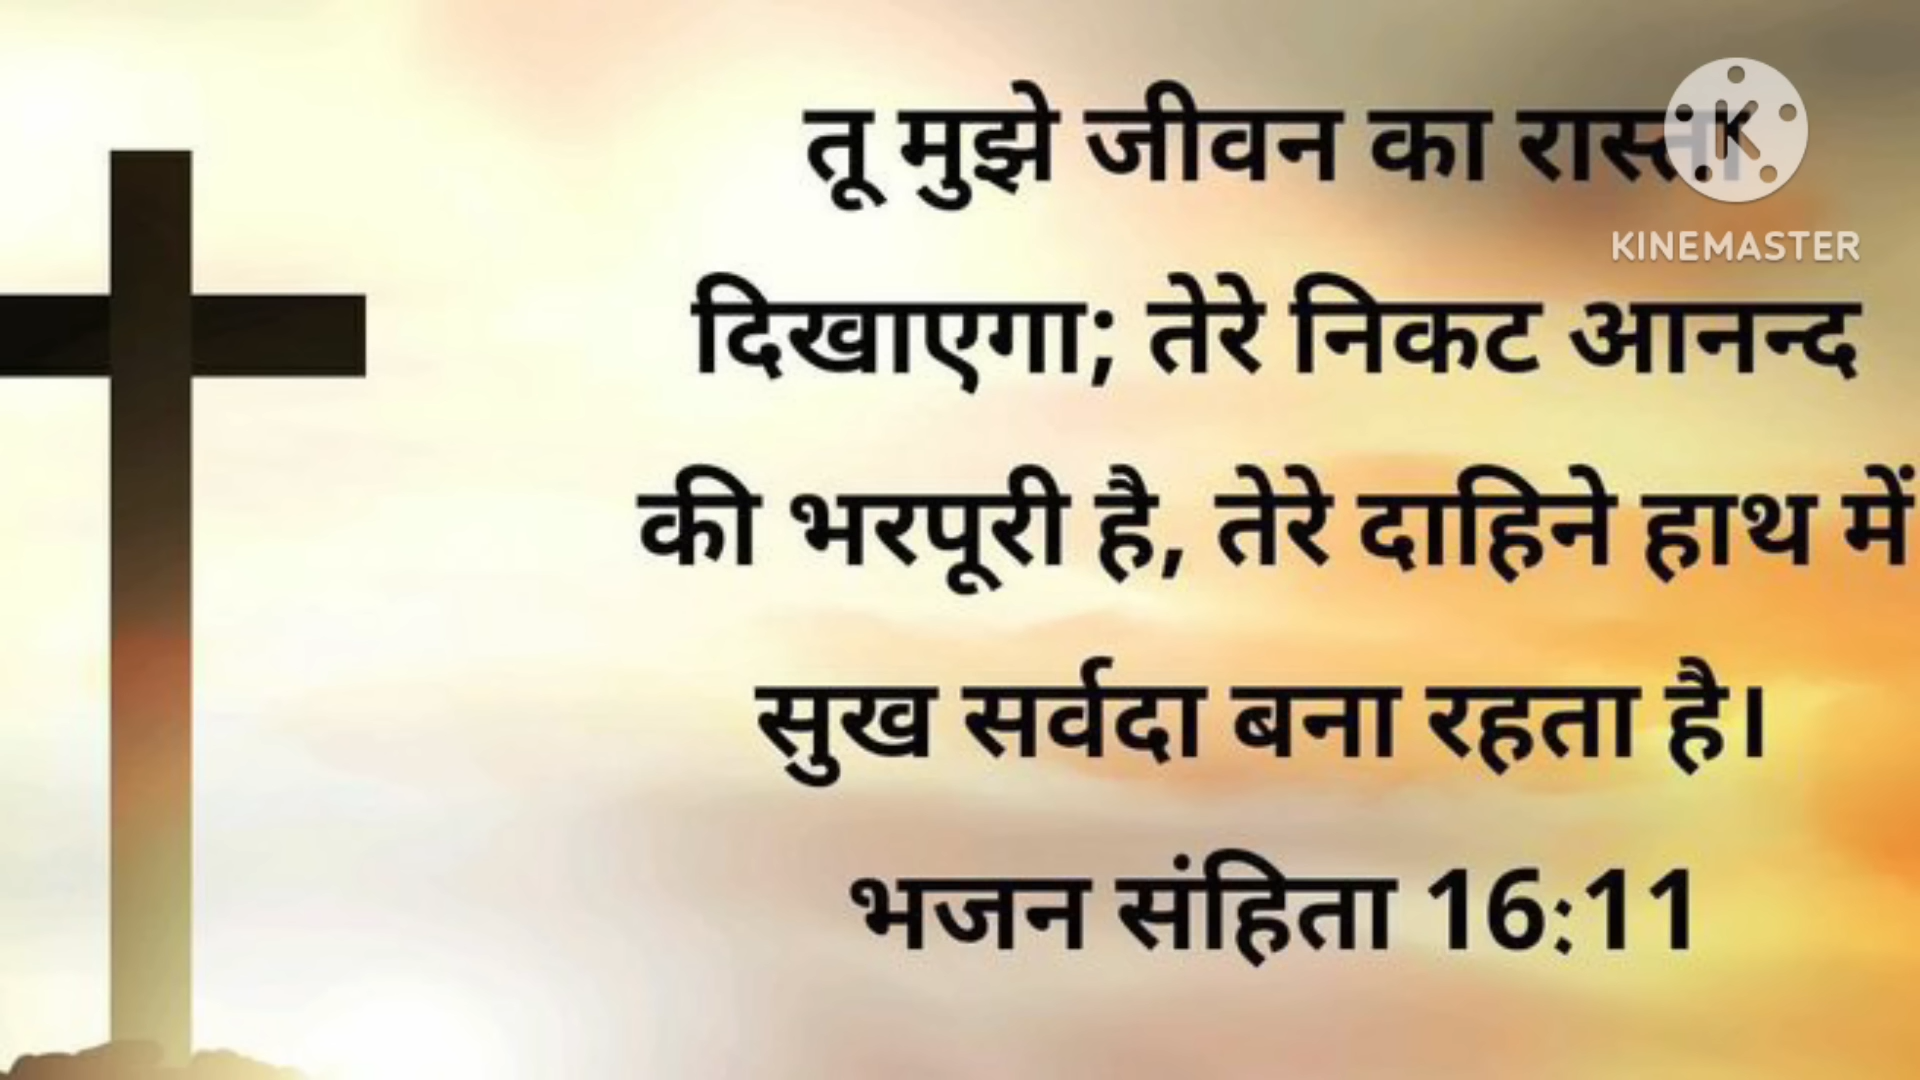 तू मुझे जीवन का रास्ता
KINEMASTER
दिखाएगा; तेरे निकट आनन्द
की भरपूरी है, तेरे दाहिने हाथ में
सुख सर्वदा बना रहता है।
भजन संहिता 16:11